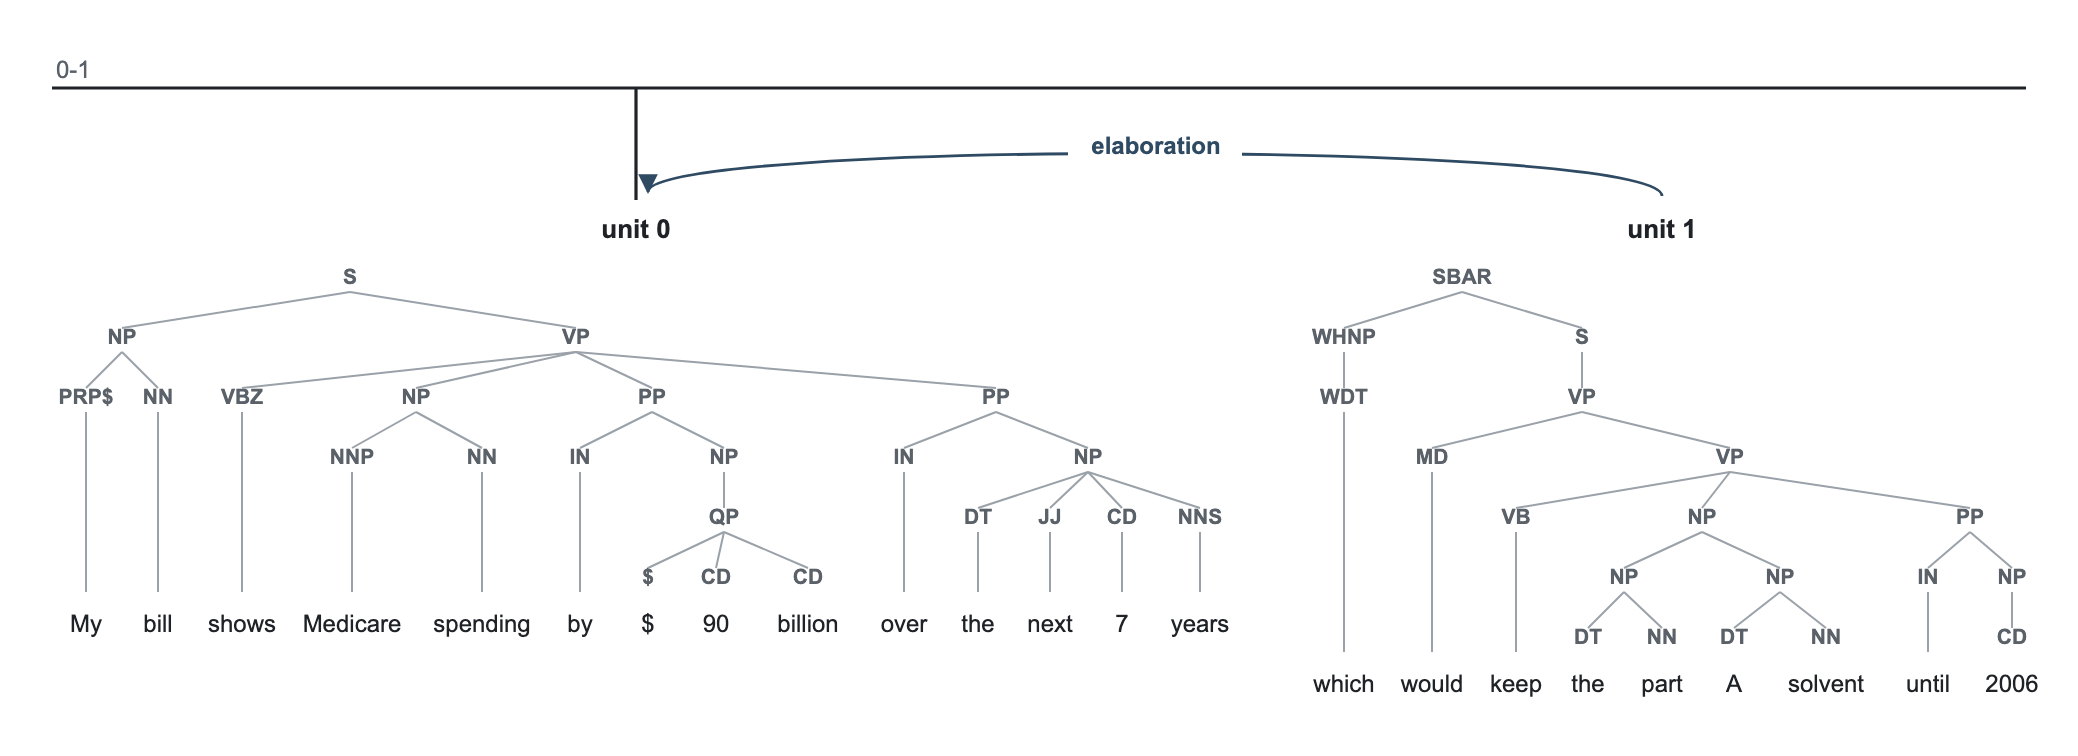 0-1
elaboration
unit 0 unit 1
S SBAR
NP VP WHNP S
PRP$ NN VBZ NP PP PP WDT VP
NNP NN IN NP IN NP MD VP
QP DT JJ CD NNS VB NP PP
$ CD CD NP NP IN NP
My bill shows Medicare spending by $ 90 billion over the next 7 years
DT NN DT NN CD
which would keep the part A solvent until 2006